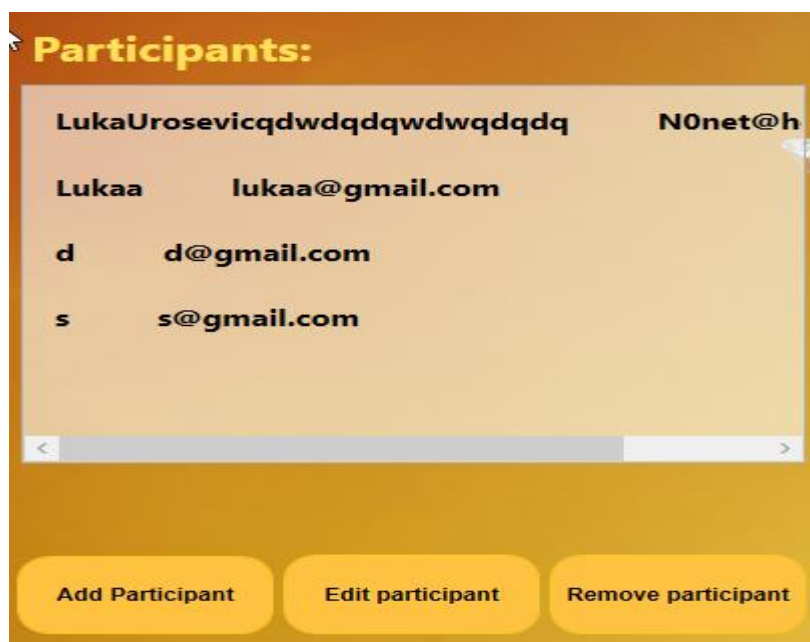 Participants:
LukaUrosevicqdwdqdqwdwqdqdq N0net@h
Lukaa lukaa@gmail.com
d d@gmail.com
s s@gmail.com
Add Participant Edit participant Remove participant